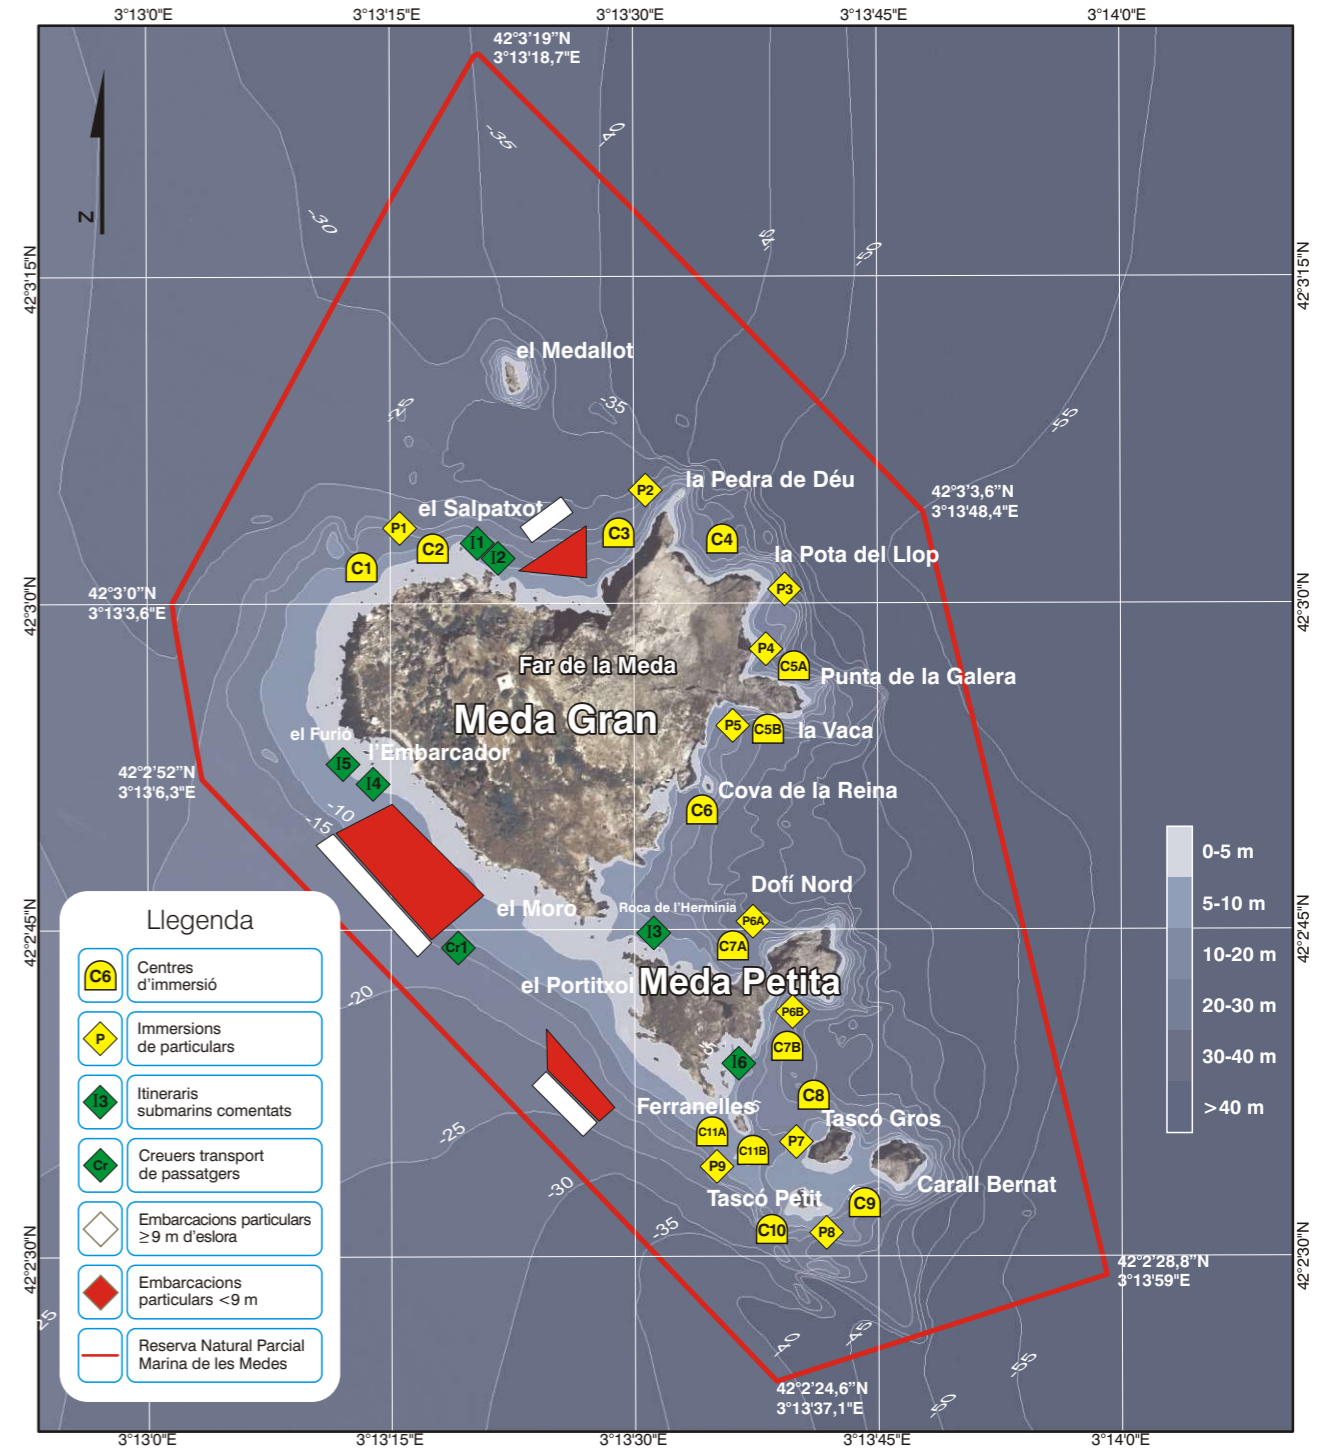 3°13'0"E
3°13'15"E
3°13'30"E
3°13'45"E
3°14'0"E
42°3'19”N
3°13'18,7"E
-35
-40
N
-30
-45
-50
42°3'15"N
42°3'15"N
el Medallot
-25
-35
-55
la Pedra de Déu
P2
42°3'3,6”N
3°13'48,4"E
el Salpatxot
P1
C2
I1
I2
C3
C4
C1
la Pota del Llop
P3
42°3'0"N
42°3'0”N
3°13'3,6"E
42°3'0"N
P4
C5A
Far de la Meda
Punta de la Galera
Meda Gran
P5
C5B
la Vaca
el Furió
l'Embarcador
I5
I4
42°2'52”N
3°13'6,3"E
Cova de la Reina
C6
-10
-15
0-5 m
5-10 m
10-20 m
20-30 m
30-40 m
>40 m
Dofí Nord
el Moro
Roca de l'Herminia
P6A
I3
C7A
Cr1
42°2'45"N
42°2'45"N
el Portitxol
Meda Petita
-20
P6B
C7B
I6
C8
Ferranelles
Tascó Gros
C11A
C11B
P7
P9
-25
-30
Carall Bernat
Tascó Petit
C9
C10
P8
-35
42°2'30"N
42°2'30"N
42°2'28,8”N
3°13'59"E
-40
-45
-50
-55
42°2'24,6”N
3°13'37,1"E
Llegenda
C6
Centres
d'immersió
P
Immersions
de particulars
I3
Itineraris
submarins comentats
Cr
Creuers transport
de passatgers
Embarcacions particulars
≥9 m d'eslora
Embarcacions
particulars <9 m
Reserva Natural Parcial
Marina de les Medes
25
3°13'0"E
3°13'15"E
3°13'30"E
3°13'45"E
3°14'0"E